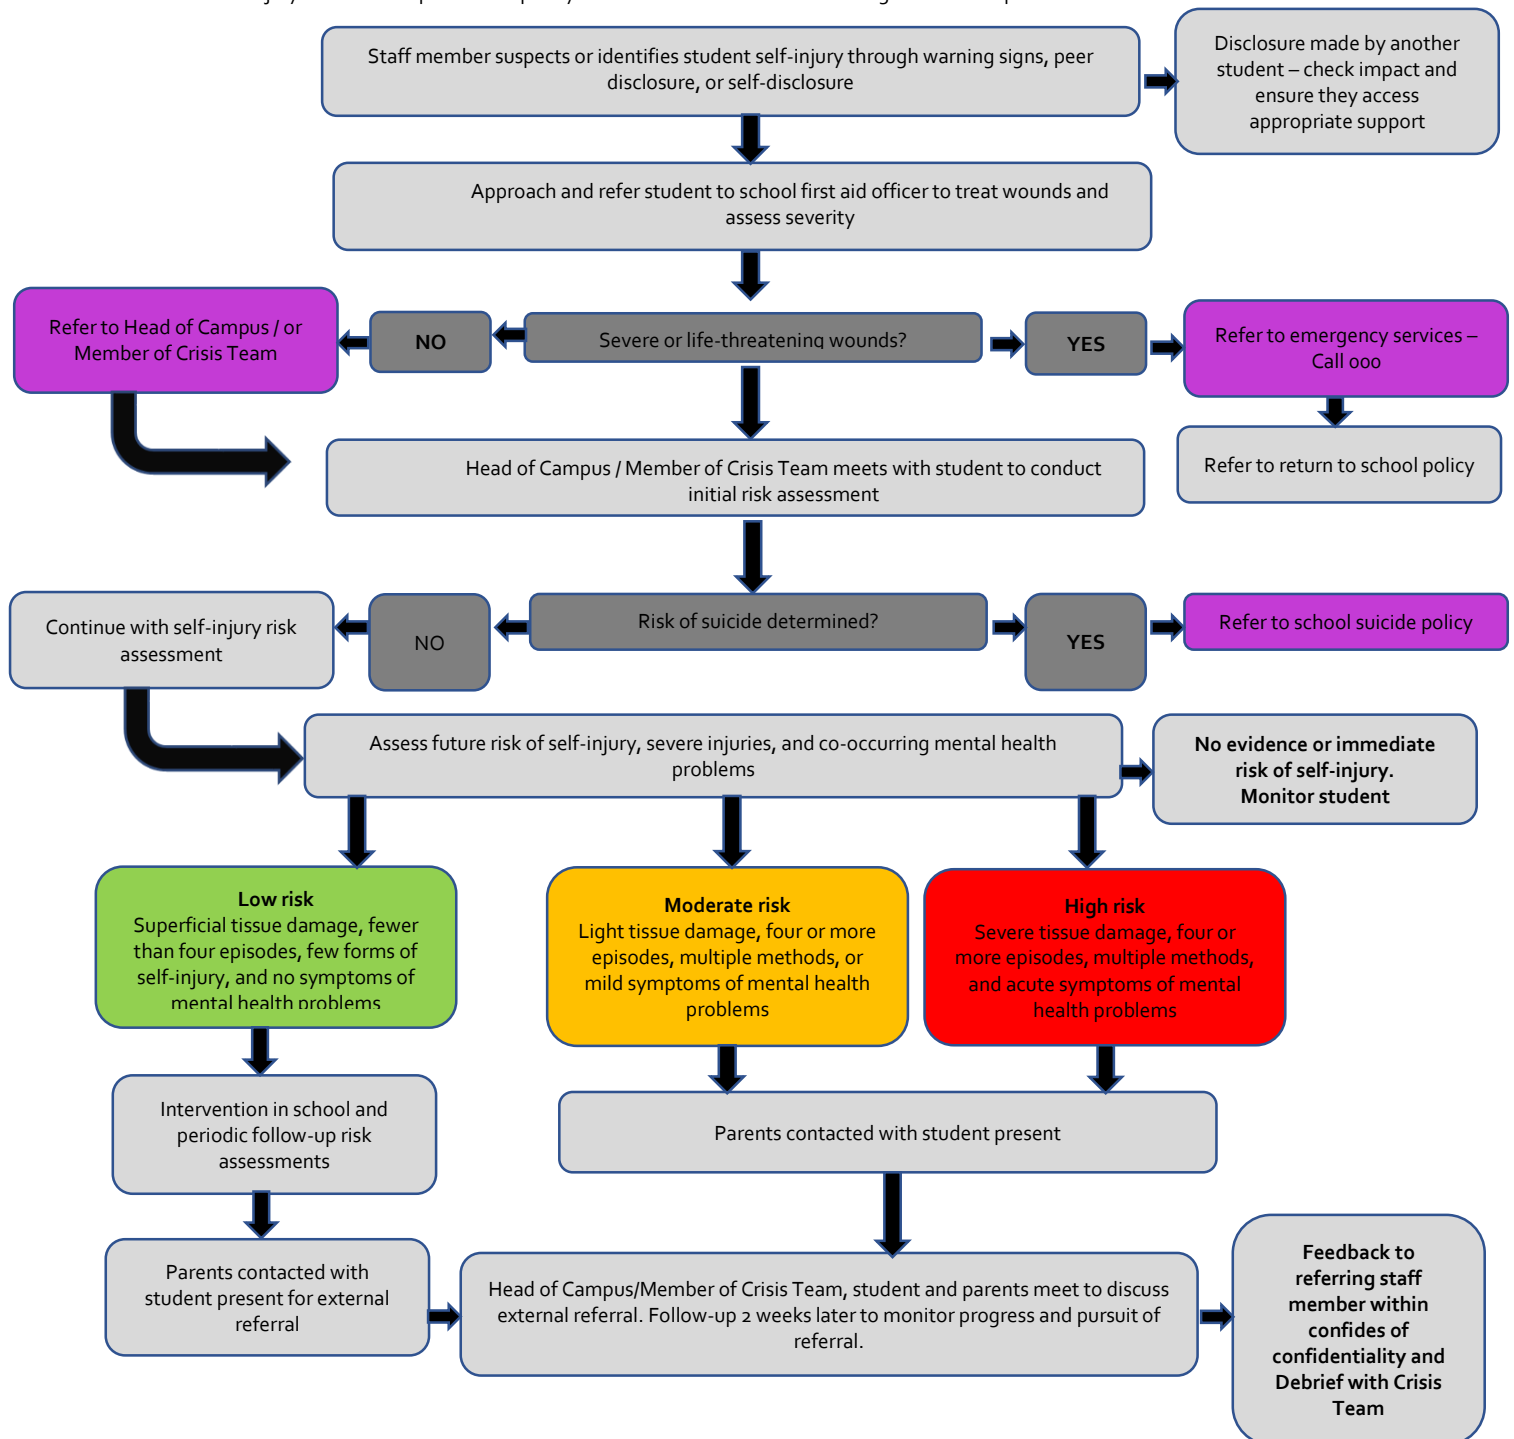 Staff member suspects or identifies student self-injury through warning signs, peer
disclosure, or self-disclosure
Disclosure made by another
student – check impact and
ensure they access
appropriate support
Approach and refer student to school first aid officer to treat wounds and
assess severity
Refer to Head of Campus / or
Member of Crisis Team
NO
Severe or life-threatening wounds?
YES
Refer to emergency services –
Call 000
Refer to return to school policy
Head of Campus / Member of Crisis Team meets with student to conduct
initial risk assessment
Continue with self-injury risk
assessment
NO
Risk of suicide determined?
YES
Refer to school suicide policy
Assess future risk of self-injury, severe injuries, and co-occurring mental health
problems
No evidence or immediate
risk of self-injury.
Monitor student
Low risk
Superficial tissue damage, fewer
than four episodes, few forms of
self-injury, and no symptoms of
mental health problems
Moderate risk
Light tissue damage, four or more
episodes, multiple methods, or
mild symptoms of mental health
problems
High risk
Severe tissue damage, four or
more episodes, multiple methods,
and acute symptoms of mental
health problems
Intervention in school and
periodic follow-up risk
assessments
Parents contacted with student present
Parents contacted with
student present for external
referral
Head of Campus/Member of Crisis Team, student and parents meet to discuss
external referral. Follow-up 2 weeks later to monitor progress and pursuit of
referral.
Feedback to
referring staff
member within
confides of
confidentiality and
Debrief with Crisis
Team